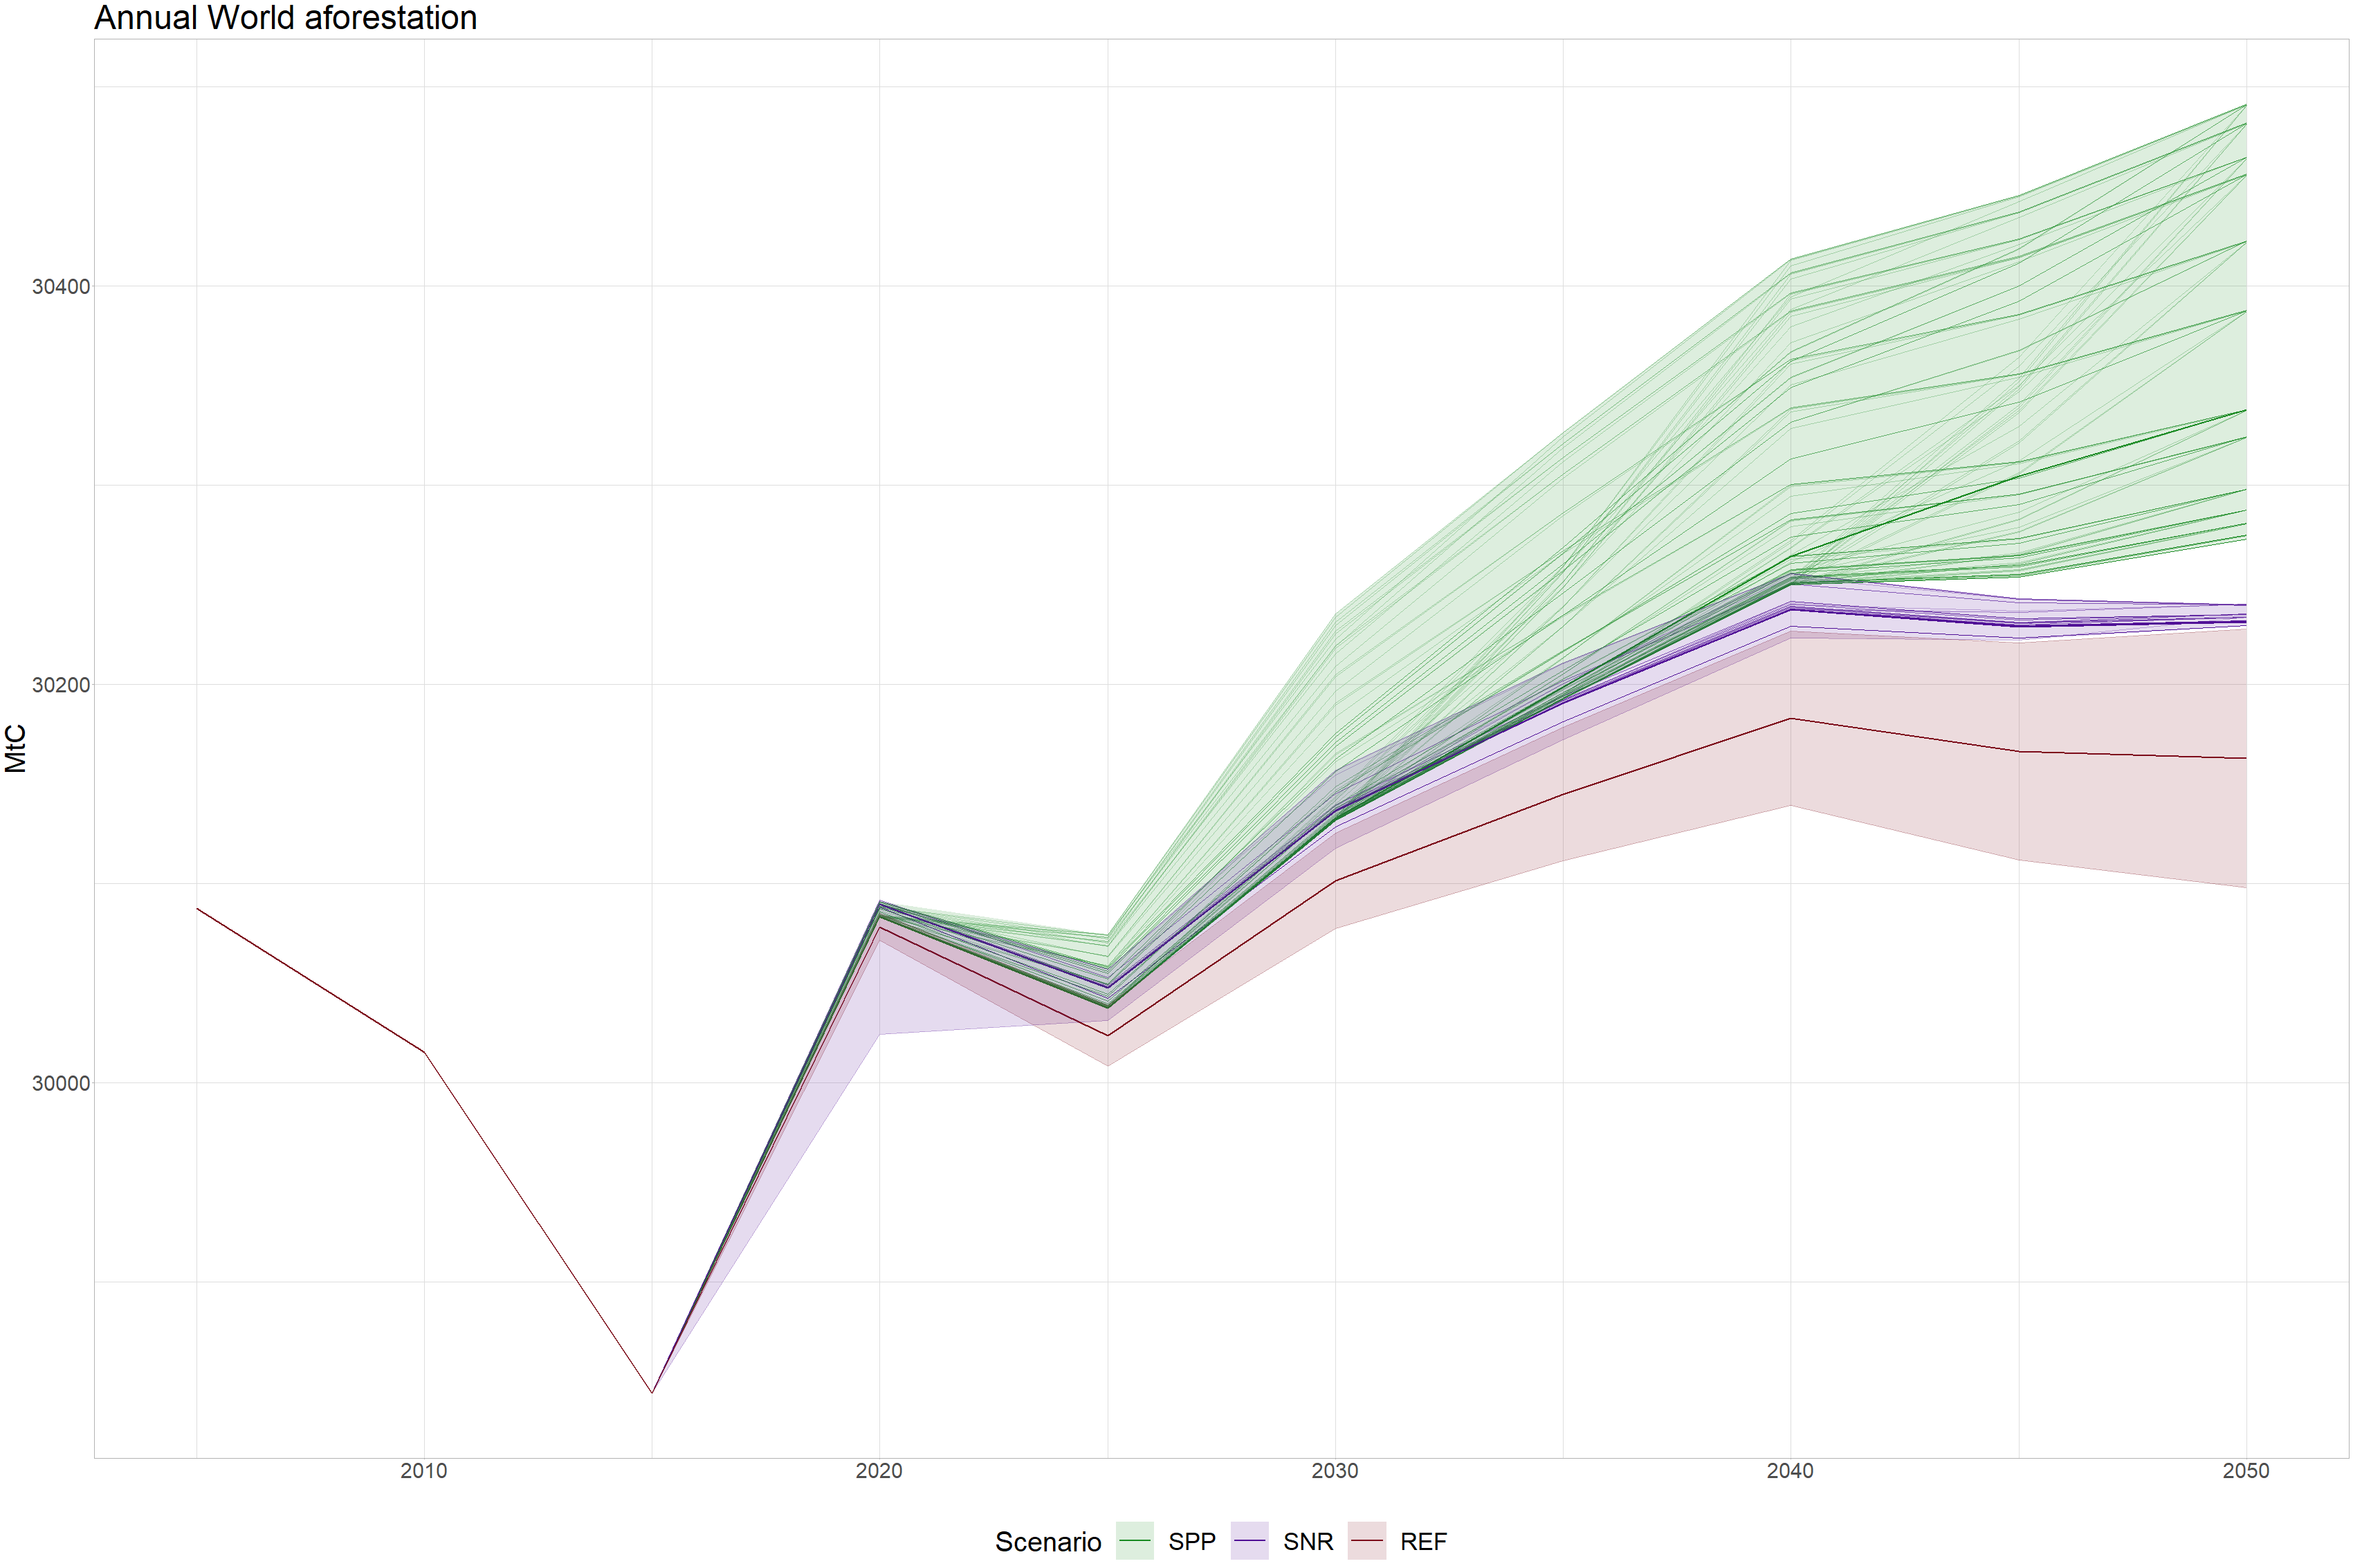 Annual World aforestation
MtC
30400
30200
30000
2010 2020 2030 2040 2050
Scenario SPP SNR REF